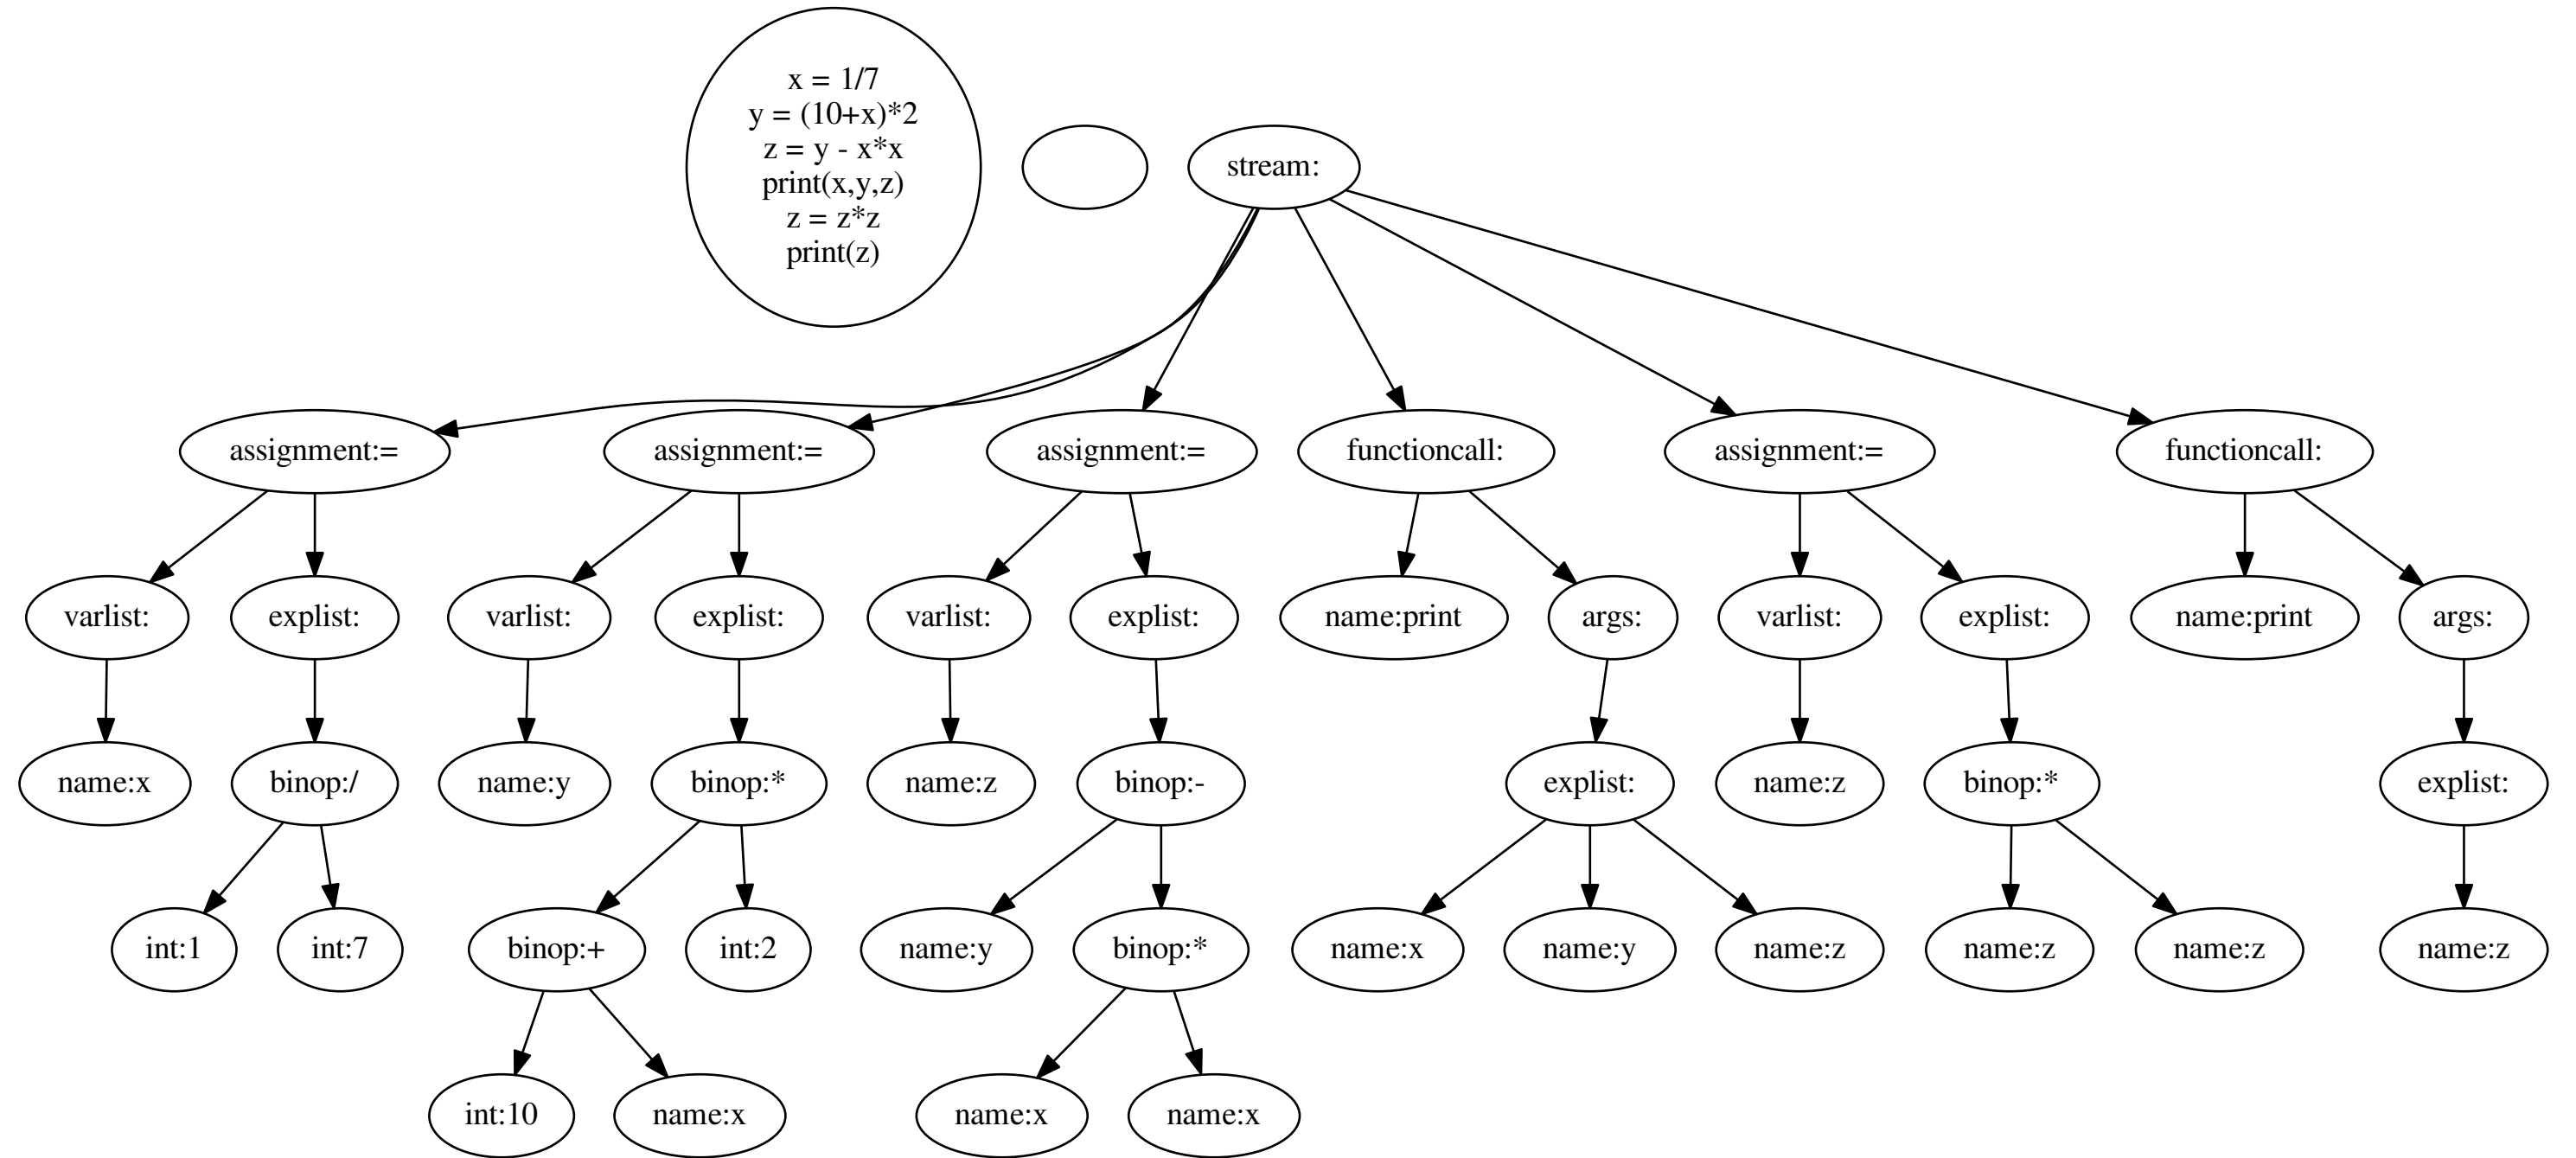 x = 1/7
y = (10+x)*2
z = y - x*x
print(x,y,z)
z = z*z
print(z)
stream:
assignment:=
assignment:=
assignment:=
functioncall:
assignment:=
functioncall:
varlist:
explist:
varlist:
explist:
varlist:
explist:
name:print
args:
varlist:
explist:
name:print
args:
name:x
binop:/
name:y
binop:*
name:z
binop:-
explist:
name:z
binop:*
explist:
int:1
int:7
binop:+
int:2
name:y
binop:*
name:x
name:y
name:z
name:z
name:z
name:z
int:10
name:x
name:x
name:x